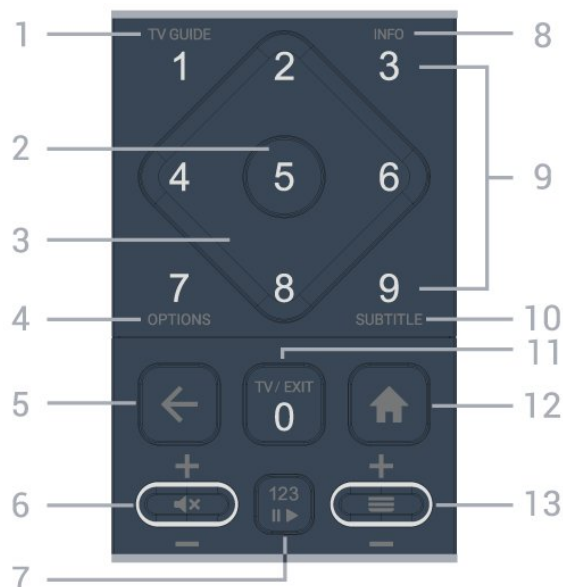 1 TV GUIDE INFO 8
1 2 3
2 9
4 5 6
3
7 8 9
4 OPTIONS SUBTITLE 10
11
TV / EXIT
5 0 12
+ +
6 13
123
− −
7